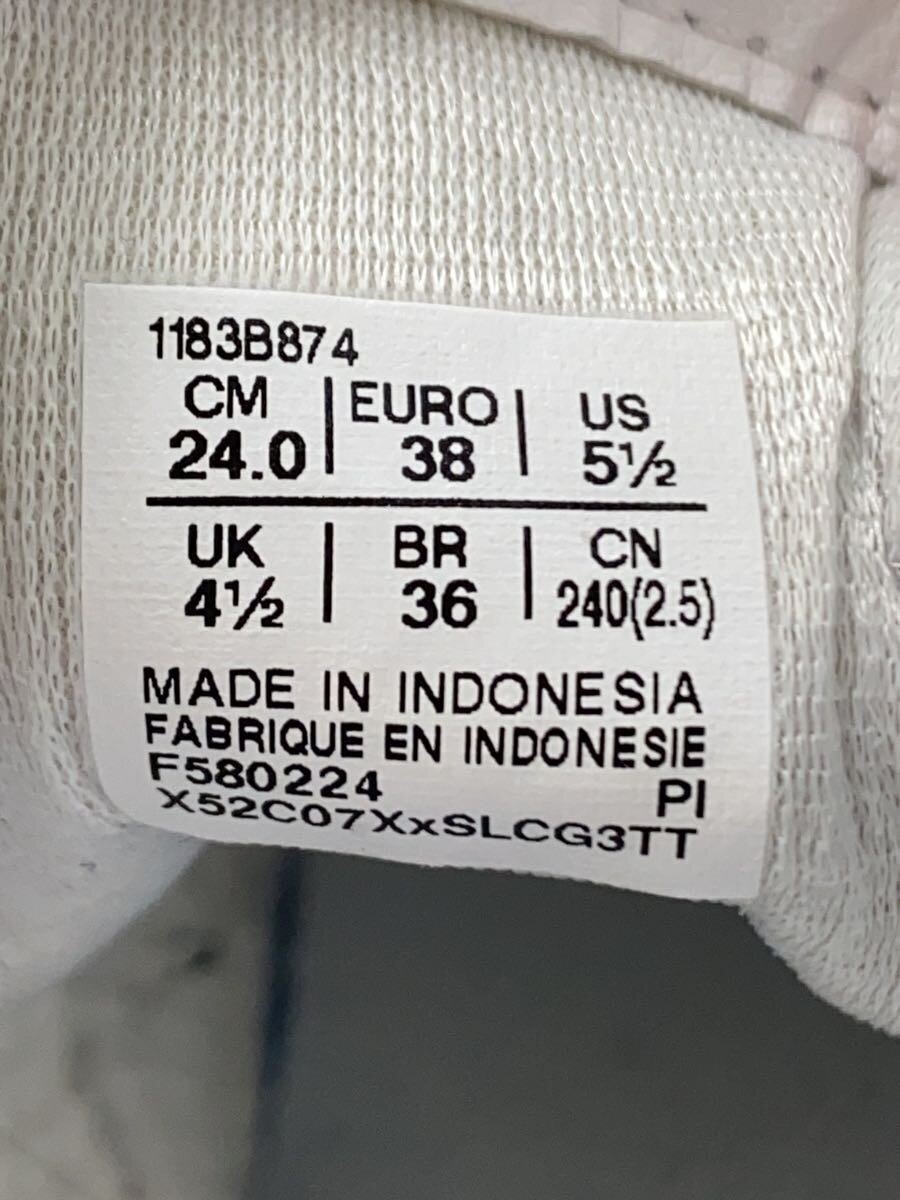 1183B874
CM | EURO | US
24.0 | 38 | 5½
UK | BR | CN
4½ | 36 | 240(2.5)
MADE IN INDONESIA
FABRIQUE EN INDONESIE
F580224 PI
X52C07XxSLCG3TT